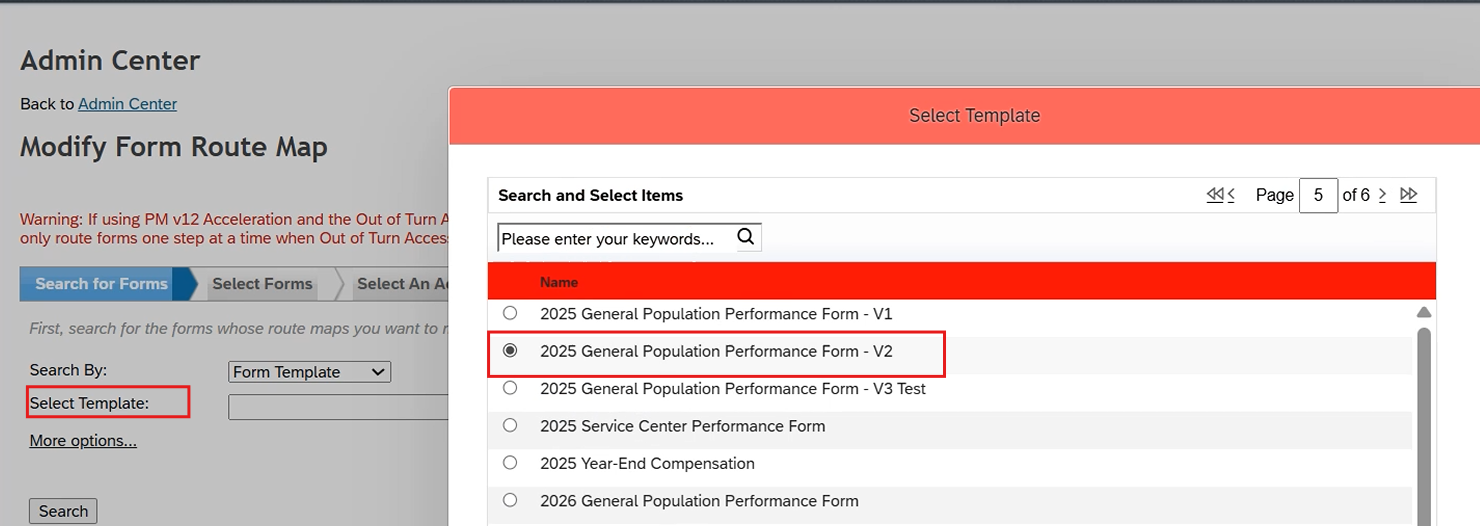 Admin Center
Back to Admin Center
Modify Form Route Map
Warning: If using PM v12 Acceleration and the Out of Turn
only route forms one step at a time when Out of Turn Access
Search for Forms
Select Forms
Select An
First, search for the forms whose route maps you want to
Search By:
Form Template
Select Template:
More options...
Search
Select Template
Search and Select Items
Page 5 of 6
Please enter your keywords...
Name
2025 General Population Performance Form - V1
2025 General Population Performance Form - V2
2025 General Population Performance Form - V3 Test
2025 Service Center Performance Form
2025 Year-End Compensation
2026 General Population Performance Form